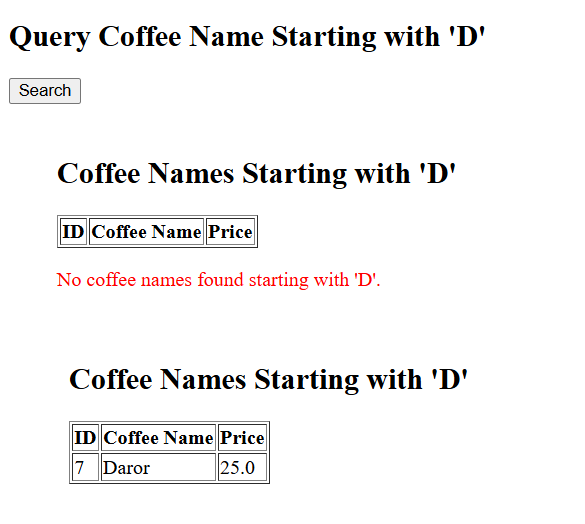 Query Coffee Name Starting with 'D'
Search
Coffee Names Starting with 'D'
ID Coffee Name Price
No coffee names found starting with 'D'.
Coffee Names Starting with 'D'
ID Coffee Name Price
7 Daror 25.0